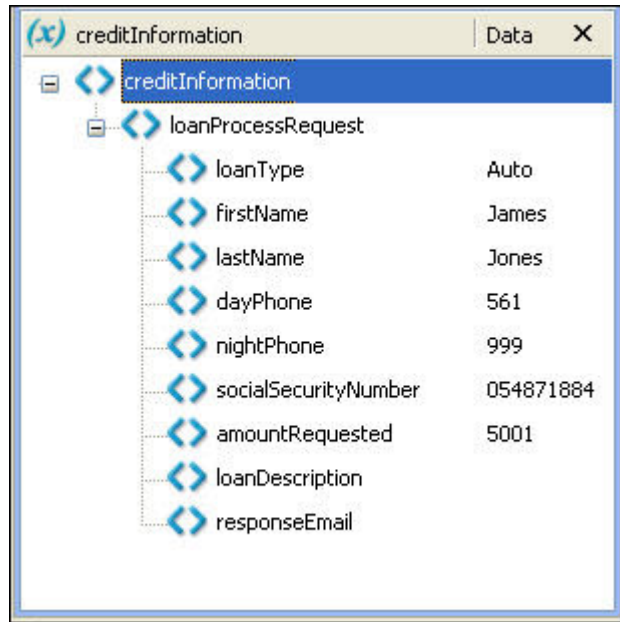 (x) creditInformation Data X
creditInformation
loanProcessRequest
loanType Auto
firstName James
lastName Jones
dayPhone 561
nightPhone 999
socialSecurityNumber 054871884
amountRequested 5001
loanDescription
responseEmail